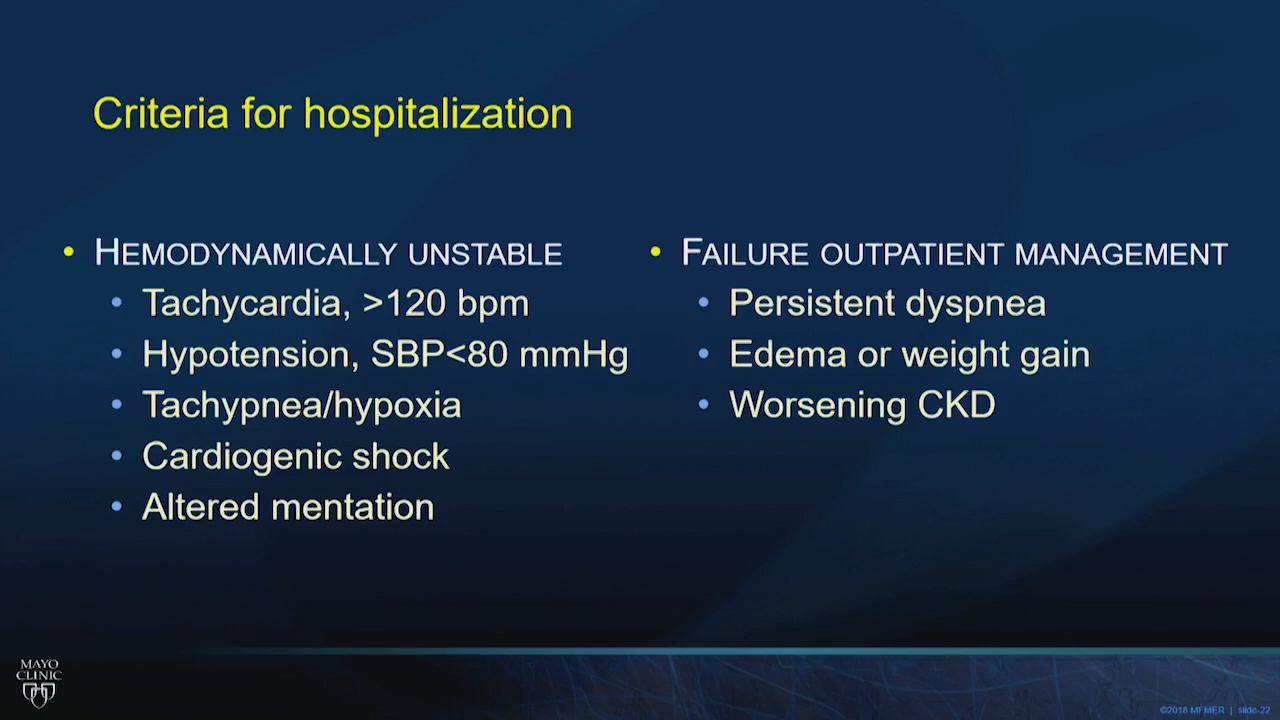 Criteria for hospitalization
• HEMODYNAMICALLY UNSTABLE
• Tachycardia, >120 bpm
• Hypotension, SBP<80 mmHg
• Tachypnea/hypoxia
• Cardiogenic shock
• Altered mentation
• FAILURE OUTPATIENT MANAGEMENT
• Persistent dyspnea
• Edema or weight gain
• Worsening CKD
MAYO
CLINIC
©2018 MFMER | slide-22